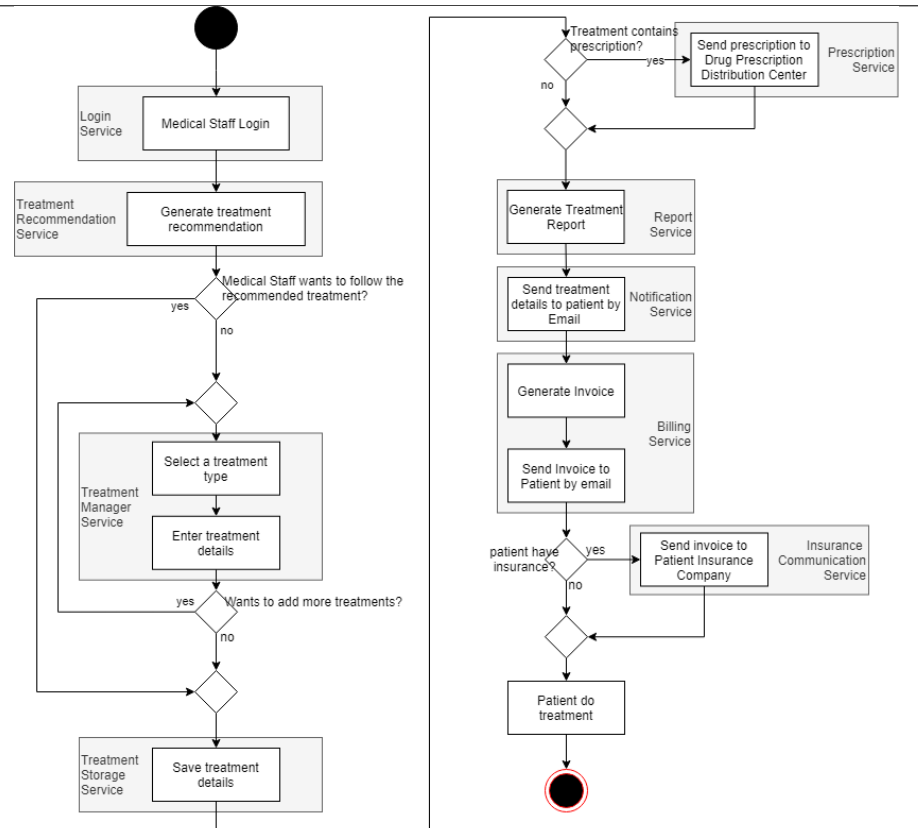 Login
Service
Medical Staff Login
Treatment
Recommendation
Service
Generate treatment
recommendation
Medical Staff wants to follow the
recommended treatment?
yes
no
Select a treatment
type
Treatment
Manager
Service
Enter treatment
details
yes
Wants to add more treatments?
no
Treatment
Storage
Service
Save treatment
details
Treatment contains
prescription?
yes
no
Send prescription to
Drug Prescription
Distribution Center
Prescription
Service
Generate Treatment
Report
Report
Service
Send treatment
details to patient by
Email
Notification
Service
Generate Invoice
Billing
Service
Send Invoice to
Patient by email
patient have
insurance?
yes
no
Send invoice to
Patient Insurance
Company
Insurance
Communication
Service
Patient do
treatment